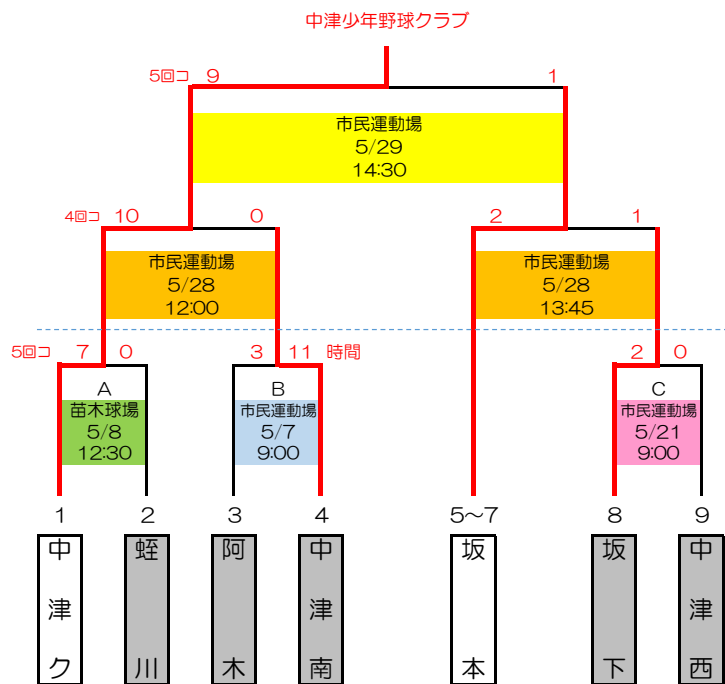 中津少年野球クラブ
5回コ 9 1
市民運動場
5/29
14:30
4回コ 10 0 2 1
市民運動場 市民運動場
5/28 5/28
12:00 13:45
5回コ 7 0 3 11 時間 2 0
A B C
苗木球場 市民運動場 市民運動場
5/8 5/7 5/21
12:30 9:00 9:00
1 2 3 4 5～7 8 9
中津ク 蛭川 阿木 中津南 坂本 坂下 中津西